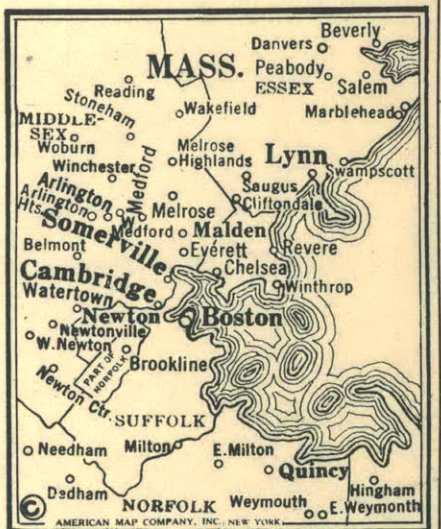 Beverly
Danvers
MASS.
Peabody
Reading
ESSEX
Salem
Stoneham
Wakefield
Marblehead
MIDDLE-
SEX
Woburn
Melrose
Highlands
Lynn
Winchester
Medford
Swampscott
Saugus
Arlington
Cliftondale
Arlington
Hts.
W.
Medford
Melrose
Somerville
Malden
Belmont
Everett
Revere
Chelsea
Cambridge
Winthrop
Watertown
Newton
Boston
Newtonville
W. Newton
PART OF
NORFOLK
Brookline
Newton Ctr.
SUFFOLK
Needham
Milton
E. Milton
Quincy
Dedham
Hingham
NORFOLK
Weymouth
E. Weymouth
©
AMERICAN MAP COMPANY, INC. NEW YORK